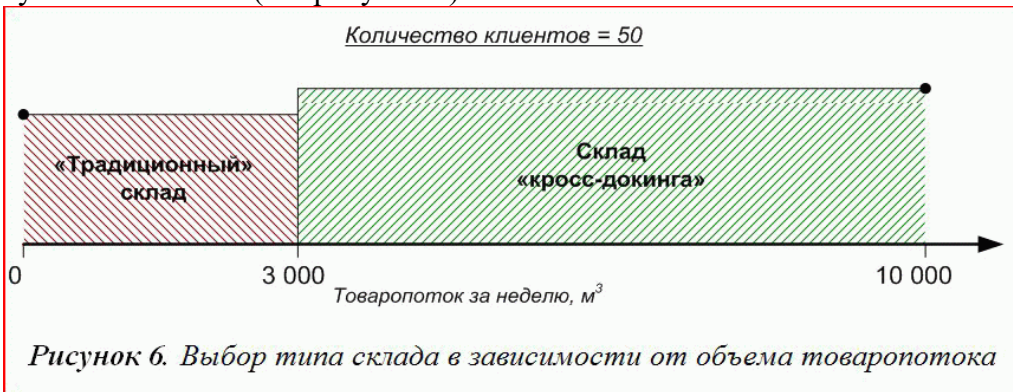 Количество клиентов = 50
«Традиционный»
склад
Склад
«кросс-докинга»
0
3 000
10 000
Товаропоток за неделю, м³
Рисунок 6. Выбор типа склада в зависимости от объема товаропотока